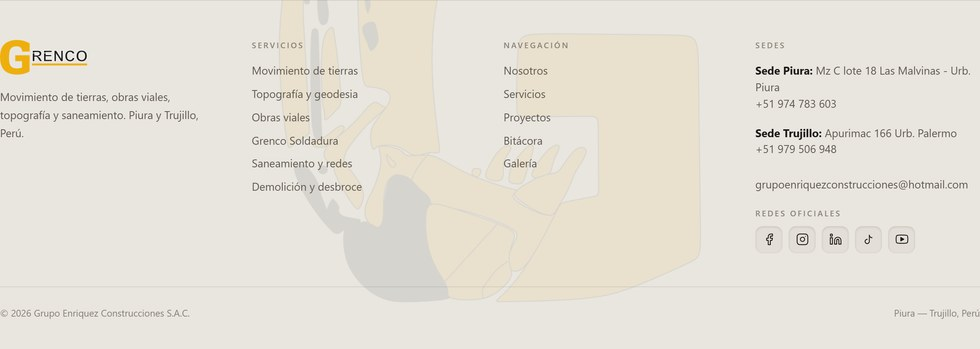 GRENCO
Movimiento de tierras, obras viales,
topografía y saneamiento. Piura y Trujillo,
Perú.
SERVICIOS
Movimiento de tierras
Topografía y geodesia
Obras viales
Grenco Soldadura
Saneamiento y redes
Demolición y desbroce
NAVEGACIÓN
Nosotros
Servicios
Proyectos
Bitácora
Galería
SEDES
Sede Piura: Mz C lote 18 Las Malvinas - Urb.
Piura
+51 974 783 603
Sede Trujillo: Apurimac 166 Urb. Palermo
+51 979 506 948
grupoenriquezconstrucciones@hotmail.com
REDES OFICIALES
© 2026 Grupo Enriquez Construcciones S.A.C.
Piura — Trujillo, Perú